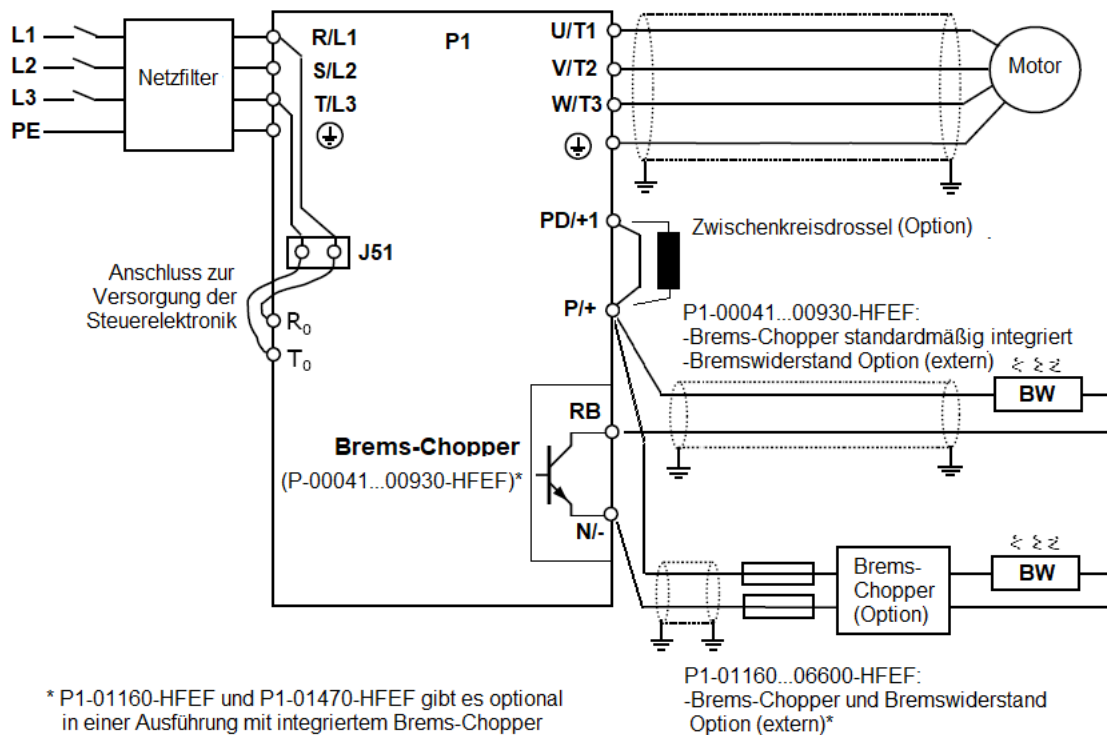 L1
L2
L3
PE
Netzfilter
R/L1
S/L2
T/L3
P1
U/T1
V/T2
W/T3
Motor
J51
Anschluss zur
Versorgung der
Steuerelektronik
R0
T0
PD/+1
Zwischenkreisdrossel (Option)
P/+
P1-00041...00930-HFEF:
-Brems-Chopper standardmäßig integriert
-Bremswiderstand Option (extern)
BW
RB
Brems-Chopper
(P-00041...00930-HFEF)*
N/-
Brems-
Chopper
(Option)
BW
P1-01160...06600-HFEF:
-Brems-Chopper und Bremswiderstand
Option (extern)*
* P1-01160-HFEF und P1-01470-HFEF gibt es optional
in einer Ausführung mit integriertem Brems-Chopper